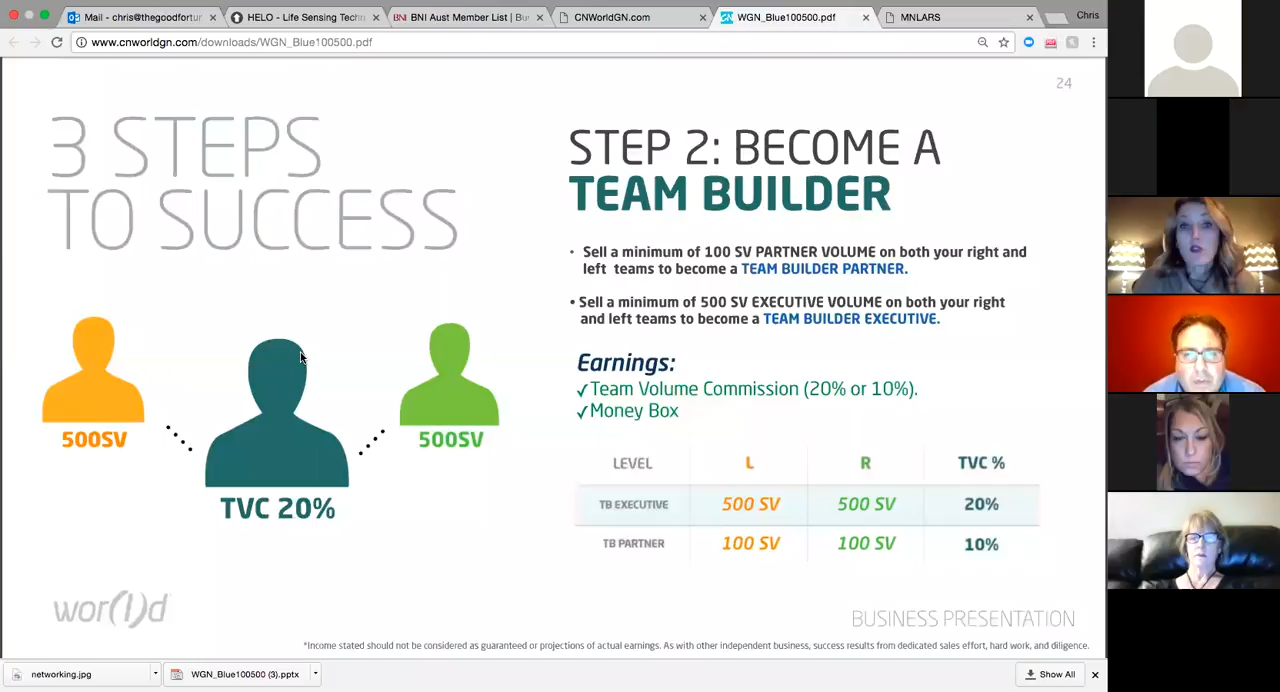 Mail - chris@thegoodfortur
HELO - Life Sensing Techn
BNI Aust Member List | Bus
CNWorldGN.com
WGN_Blue100500.pdf
MNLARS
Chris
www.cnworldgn.com/downloads/WGN_Blue100500.pdf
24
3 STEPS
TO SUCCESS
500SV
500SV
TVC 20%
STEP 2: BECOME A
TEAM BUILDER
· Sell a minimum of 100 SV PARTNER VOLUME on both your right and
left teams to become a TEAM BUILDER PARTNER.
• Sell a minimum of 500 SV EXECUTIVE VOLUME on both your right
and left teams to become a TEAM BUILDER EXECUTIVE.
Earnings:
✓Team Volume Commission (20% or 10%).
✓Money Box
LEVEL L R TVC %
TB EXECUTIVE 500 SV 500 SV 20%
TB PARTNER 100 SV 100 SV 10%
wor(l)d
BUSINESS PRESENTATION
*Income stated should not be considered as guaranteed or projections of actual earnings. As with other independent business, success results from dedicated sales effort, hard work, and diligence.
networking.jpg
WGN_Blue100500 (3).pptx
Show All